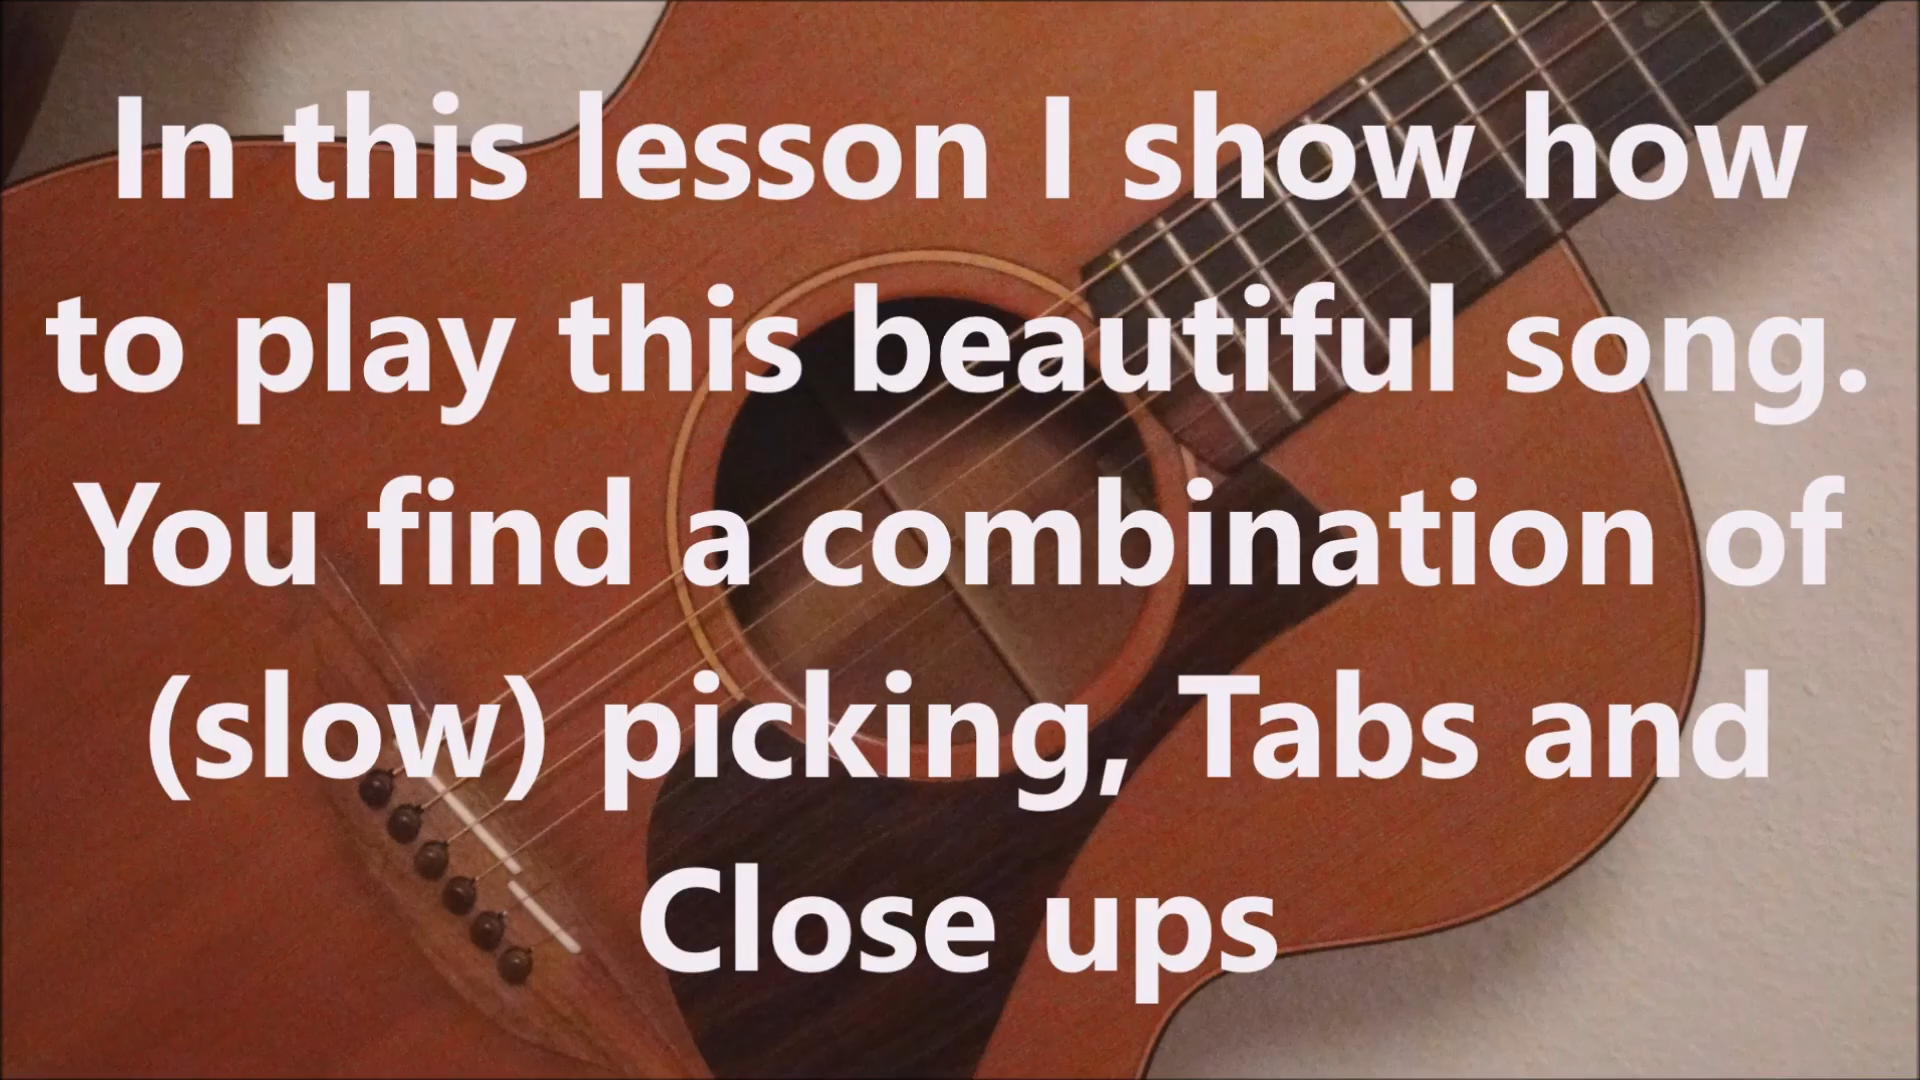 In this lesson I show how
to play this beautiful song.
You find a combination of
(slow) picking, Tabs and
Close ups